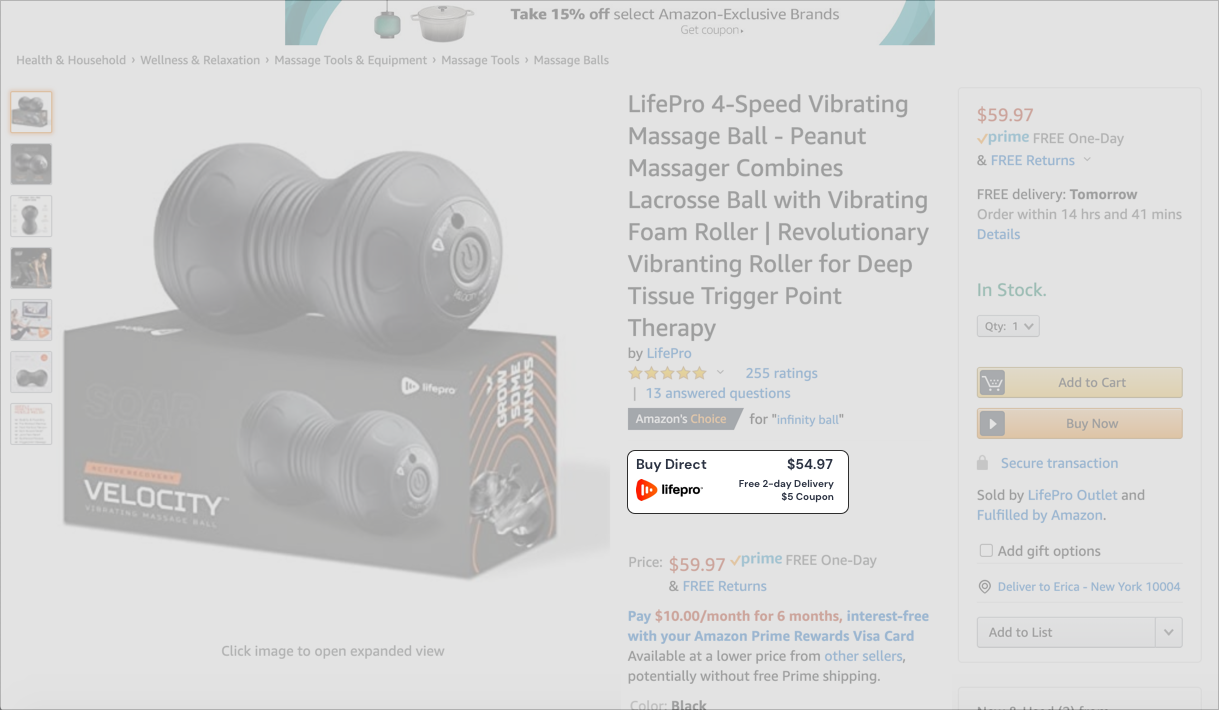 Take 15% off select Amazon-Exclusive Brands
Get coupon▸
Health & Household › Wellness & Relaxation › Massage Tools & Equipment › Massage Tools › Massage Balls
LifePro 4-Speed Vibrating
Massage Ball - Peanut
Massager Combines
Lacrosse Ball with Vibrating
Foam Roller | Revolutionary
Vibranting Roller for Deep
Tissue Trigger Point
Therapy
by LifePro
255 ratings
| 13 answered questions
Amazon's Choice for "infinity ball"
Buy Direct $54.97
lifepro Free 2-day Delivery
$5 Coupon
Price: $59.97 prime FREE One-Day
& FREE Returns
Pay $10.00/month for 6 months, interest-free
with your Amazon Prime Rewards Visa Card
Available at a lower price from other sellers,
potentially without free Prime shipping.
Color: Black
lifepro
GROW
SOME
WINGS
ACTIVE RECOVERY
VELOCITY™
VIBRATING MASSAGE BALL
Click image to open expanded view
$59.97
prime FREE One-Day
& FREE Returns
FREE delivery: Tomorrow
Order within 14 hrs and 41 mins
Details
In Stock.
Qty: 1
Add to Cart
Buy Now
Secure transaction
Sold by LifePro Outlet and
Fulfilled by Amazon.
Add gift options
Deliver to Erica - New York 10004
Add to List
New & Used (2) from